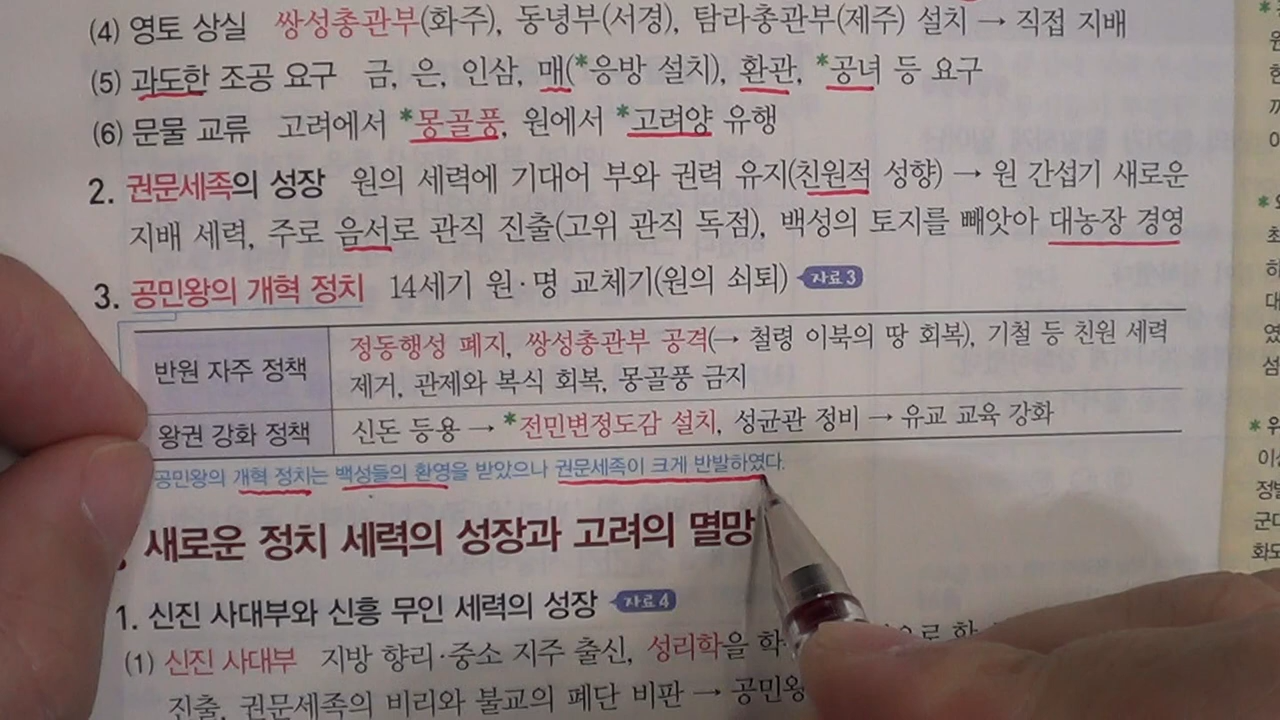 (4) 영토 상실 쌍성총관부(화주), 동녕부(서경), 탐라총관부(제주) 설치 → 직접 지배
(5) 과도한 조공 요구 금, 은, 인삼, 매(*응방 설치), 환관, *공녀 등 요구
(6) 문물 교류 고려에서 *몽골풍, 원에서 *고려양 유행
2. 권문세족의 성장 원의 세력에 기대어 부와 권력 유지(친원적 성향) → 원 간섭기 새로운
지배 세력, 주로 음서로 관직 진출(고위 관직 독점), 백성의 토지를 빼앗아 대농장 경영
3. 공민왕의 개혁 정치 14세기 원·명 교체기(원의 쇠퇴) 자료3
반원 자주 정책 정동행성 폐지, 쌍성총관부 공격(→ 철령 이북의 땅 회복), 기철 등 친원 세력
제거, 관제와 복식 회복, 몽골풍 금지
왕권 강화 정책 신돈 등용 → *전민변정도감 설치, 성균관 정비 → 유교 교육 강화
공민왕의 개혁 정치는 백성들의 환영을 받았으나 권문세족이 크게 반발하였다.
새로운 정치 세력의 성장과 고려의 멸망
1. 신진 사대부와 신흥 무인 세력의 성장 자료4
(1) 신진 사대부 지방 향리·중소 지주 출신, 성리학을
진출, 권문세족의 비리와 불교의 폐단 비판 → 공민왕